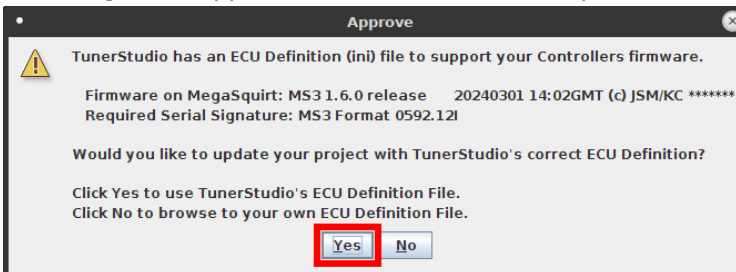 Approve
TunerStudio has an ECU Definition (ini) file to support your Controllers firmware.
Firmware on MegaSquirt: MS3 1.6.0 release 20240301 14:02GMT (c) JSM/KC *******
Required Serial Signature: MS3 Format 0592.12I
Would you like to update your project with TunerStudio's correct ECU Definition?
Click Yes to use TunerStudio's ECU Definition File.
Click No to browse to your own ECU Definition File.
Yes No